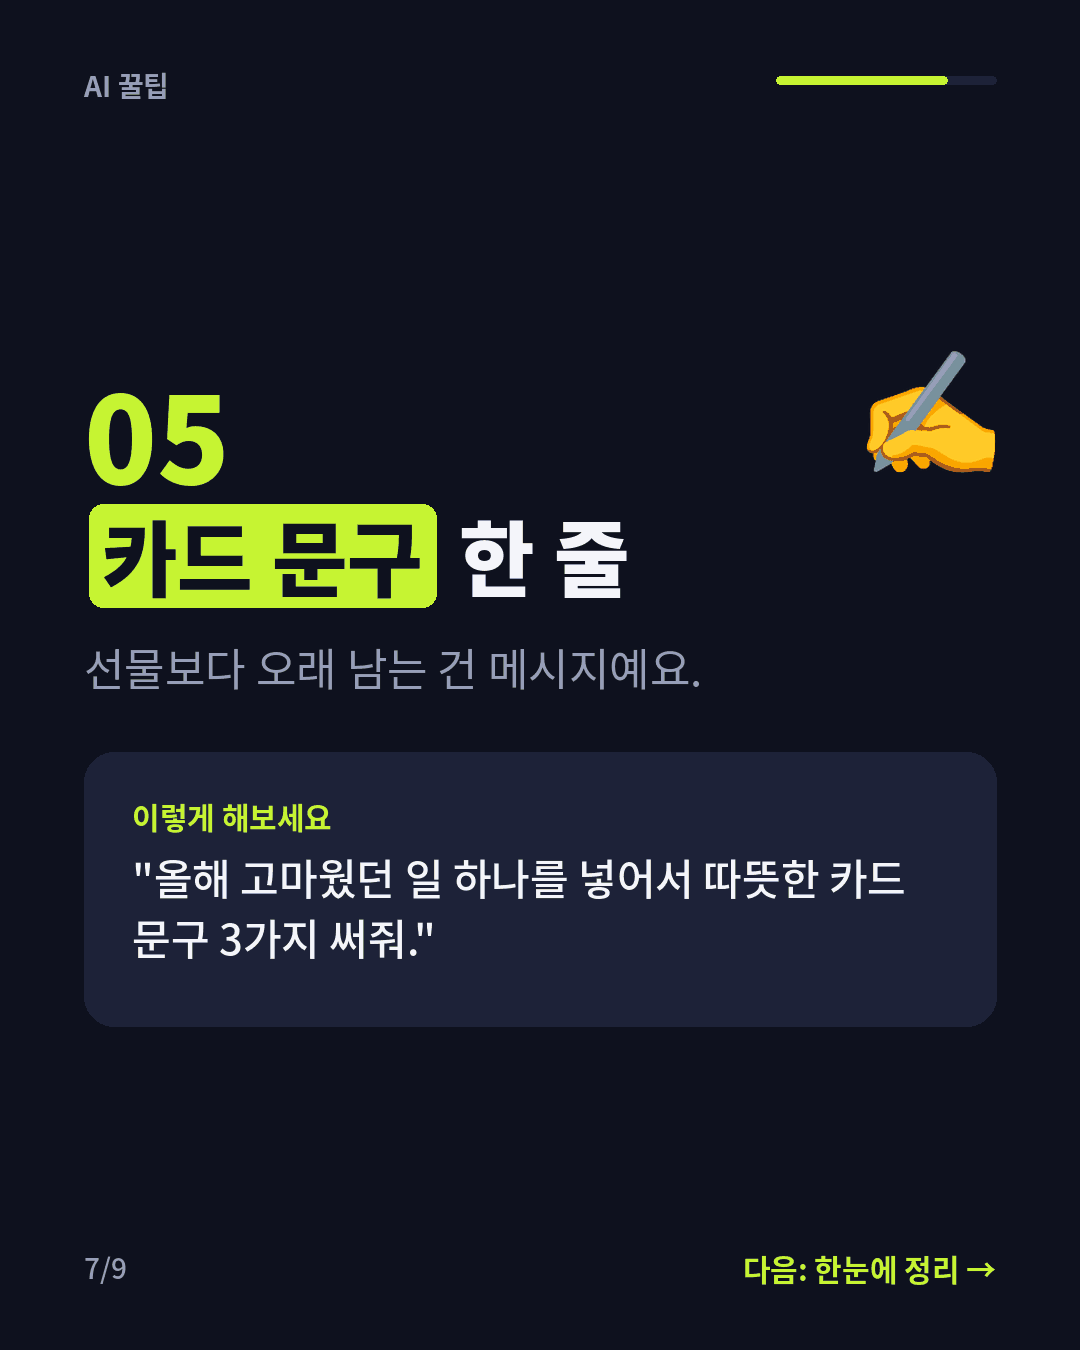 AI 꿀팁
05
카드 문구 한 줄
선물보다 오래 남는 건 메시지예요.
이렇게 해보세요
"올해 고마웠던 일 하나를 넣어서 따뜻한 카드
문구 3가지 써줘."
7/9
다음: 한눈에 정리 →